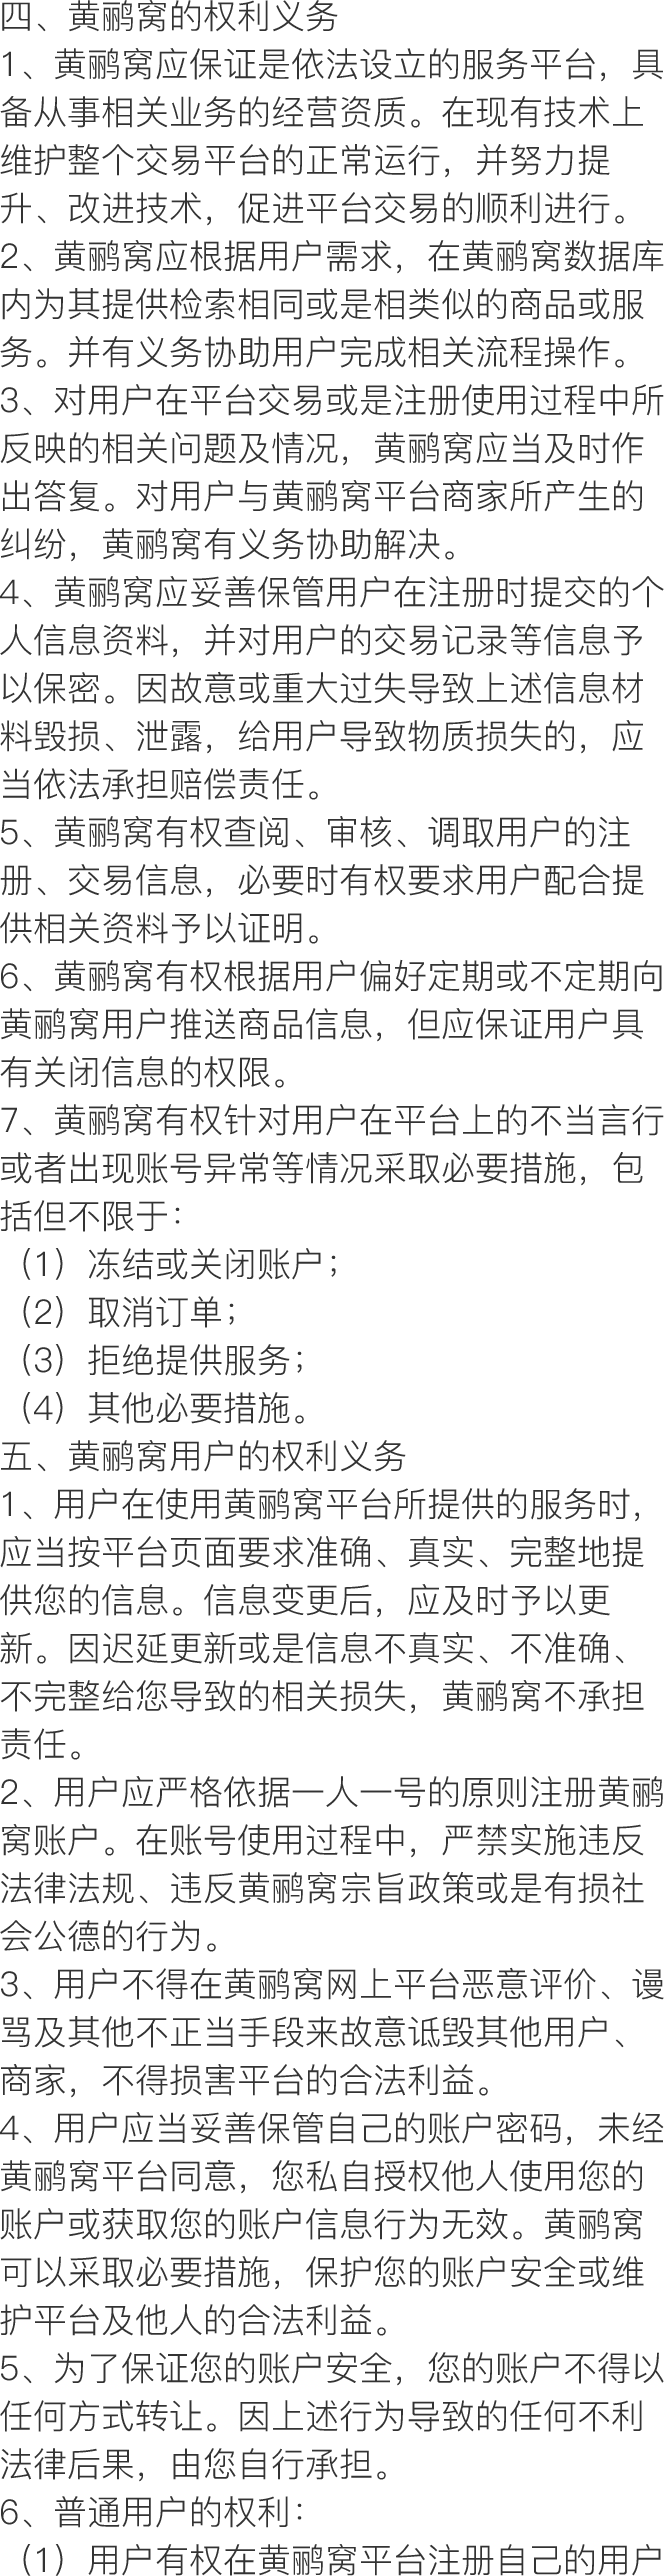 四、黄鹂窝的权利义务
1、黄鹂窝应保证是依法设立的服务平台，具
备从事相关业务的经营资质。在现有技术上
维护整个交易平台的正常运行，并努力提
升、改进技术，促进平台交易的顺利进行。
2、黄鹂窝应根据用户需求，在黄鹂窝数据库
内为其提供检索相同或是相类似的商品或服
务。并有义务协助用户完成相关流程操作。
3、对用户在平台交易或是注册使用过程中所
反映的相关问题及情况，黄鹂窝应当及时作
出答复。对用户与黄鹂窝平台商家所产生的
纠纷，黄鹂窝有义务协助解决。
4、黄鹂窝应妥善保管用户在注册时提交的个
人信息资料，并对用户的交易记录等信息予
以保密。因故意或重大过失导致上述信息材
料毁损、泄露，给用户导致物质损失的，应
当依法承担赔偿责任。
5、黄鹂窝有权查阅、审核、调取用户的注
册、交易信息，必要时有权要求用户配合提
供相关资料予以证明。
6、黄鹂窝有权根据用户偏好定期或不定期向
黄鹂窝用户推送商品信息，但应保证用户具
有关闭信息的权限。
7、黄鹂窝有权针对用户在平台上的不当言行
或者出现账号异常等情况采取必要措施，包
括但不限于：
（1）冻结或关闭账户；
（2）取消订单；
（3）拒绝提供服务；
（4）其他必要措施。
五、黄鹂窝用户的权利义务
1、用户在使用黄鹂窝平台所提供的服务时，
应当按平台页面要求准确、真实、完整地提
供您的信息。信息变更后，应及时予以更
新。因迟延更新或是信息不真实、不准确、
不完整给您导致的相关损失，黄鹂窝不承担
责任。
2、用户应严格依据一人一号的原则注册黄鹂
窝账户。在账号使用过程中，严禁实施违反
法律法规、违反黄鹂窝宗旨政策或是有损社
会公德的行为。
3、用户不得在黄鹂窝网上平台恶意评价、谩
骂及其他不正当手段来故意诋毁其他用户、
商家，不得损害平台的合法利益。
4、用户应当妥善保管自己的账户密码，未经
黄鹂窝平台同意，您私自授权他人使用您的
账户或获取您的账户信息行为无效。黄鹂窝
可以采取必要措施，保护您的账户安全或维
护平台及他人的合法利益。
5、为了保证您的账户安全，您的账户不得以
任何方式转让。因上述行为导致的任何不利
法律后果，由您自行承担。
6、普通用户的权利：
（1）用户有权在黄鹂窝平台注册自己的用户